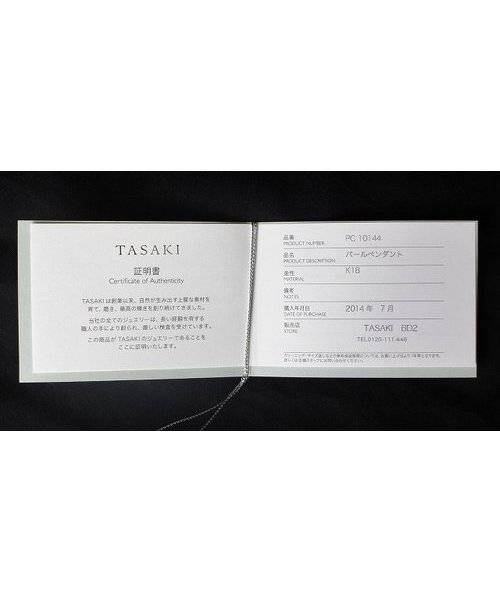 TASAKI
証明書
Certificate of Authenticity
TASAKIは創業以来、自然が生み出す上質な素材を
育て、磨き、最高の輝きを創り続けてきました。
当社の全てのジュエリーは、長い経験を有する
職人の手により創られ、厳しい検査を受けています。
この商品が TASAKIのジュエリーであることを
ここに証明いたします。
品番 PC 10144
PRODUCT NUMBER
品名 パールペンダント
PRODUCT DESCRIPTION
素性 K18
MATERIAL
備考
NOTES
購入年月日 2014年 7月
DATE OF PURCHASE
販売店 TASAKI BD2
STORE
TEL.0120-111-446